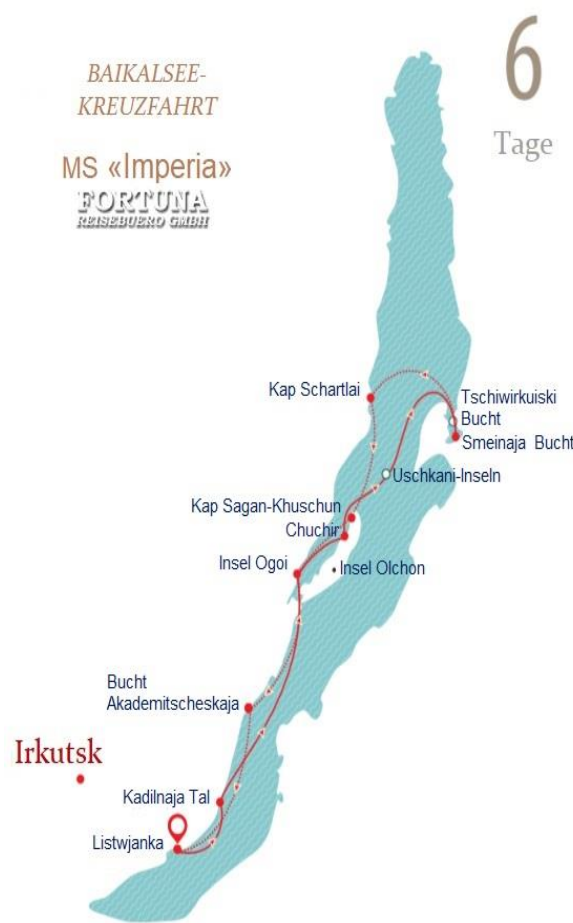 BAIKALSEE-
KREUZFAHRT
MS «Imperia»
FORTUNA
REISEBUERO GMBH
6
Tage
Kap Schartlai
Tschiwirkuiski
Bucht
Smeinaja Bucht
Uschkani-Inseln
Kap Sagan-Khuschun
Chuchir
Insel Ogoi
Insel Olchon
Bucht
Akademitscheskaja
Irkutsk
Kadilnaja Tal
Listwjanka